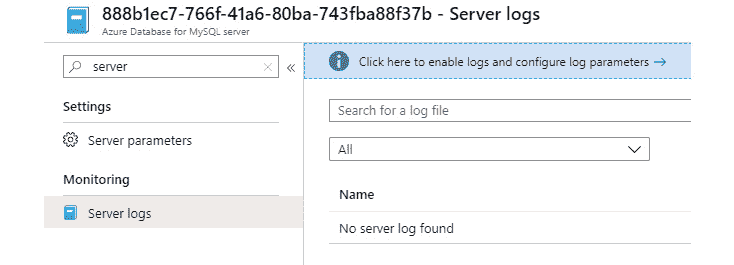 888b1ec7-766f-41a6-80ba-743fba88f37b - Server logs
Azure Database for MySQL server
server
Settings
Server parameters
Monitoring
Server logs
Click here to enable logs and configure log parameters →
Search for a log file
All
Name
No server log found